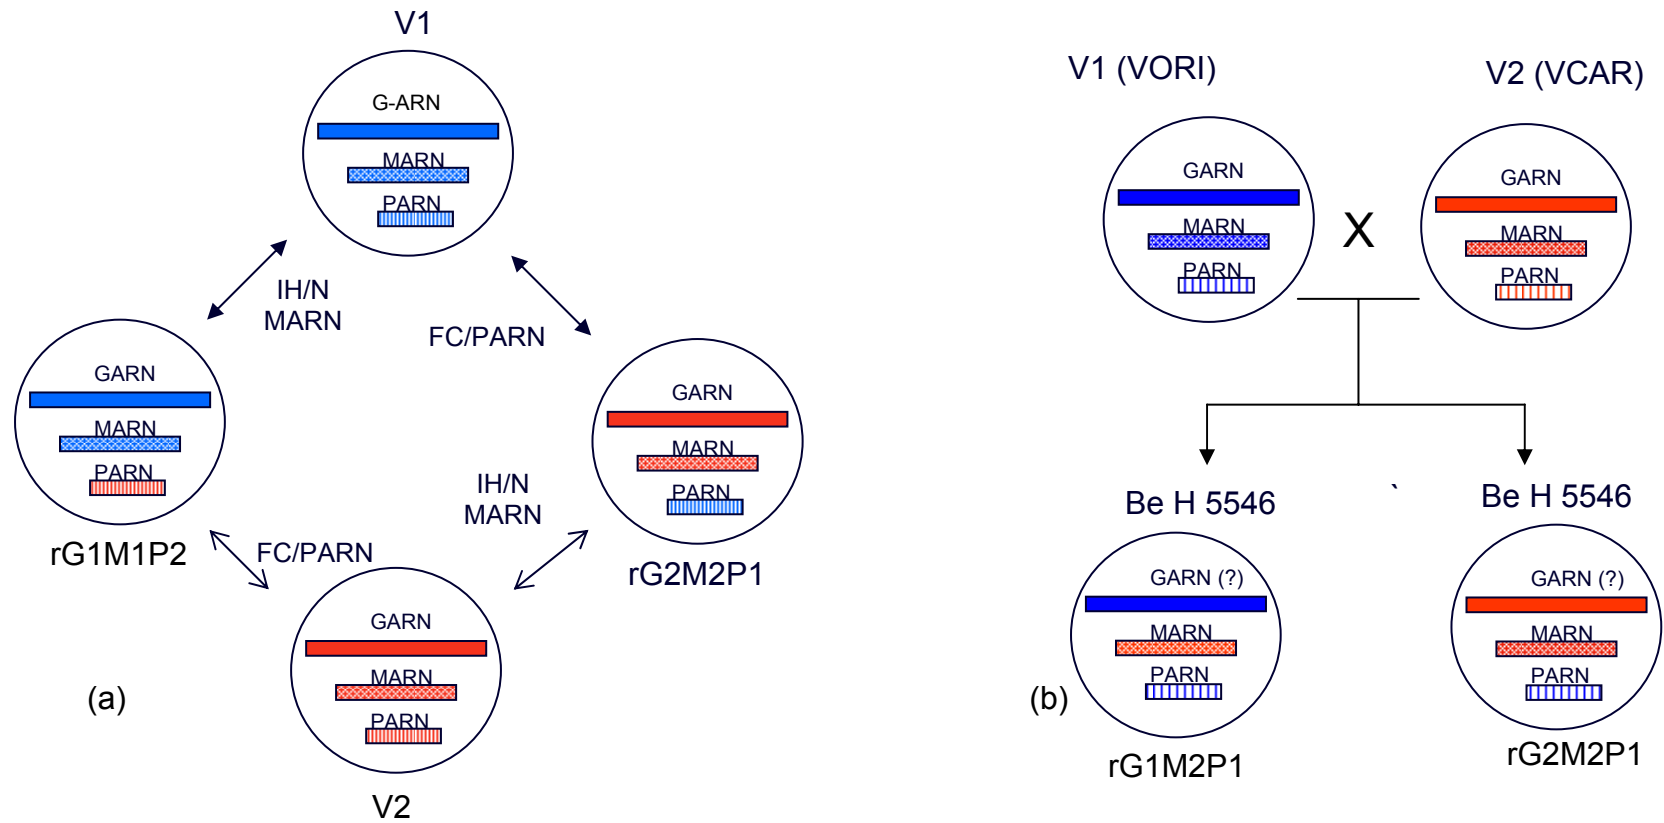 V1
G-ARN
MARN
PARN
IH/N
MARN
FC/PARN
GARN
MARN
PARN
rG1M1P2
GARN
MARN
PARN
rG2M2P1
IH/N
MARN
FC/PARN
GARN
MARN
PARN
V2
(a)
V1 (VORI)
V2 (VCAR)
GARN
MARN
PARN
X
GARN
MARN
PARN
Be H 5546
`
Be H 5546
GARN (?)
MARN
PARN
rG1M2P1
GARN (?)
MARN
PARN
rG2M2P1
(b)